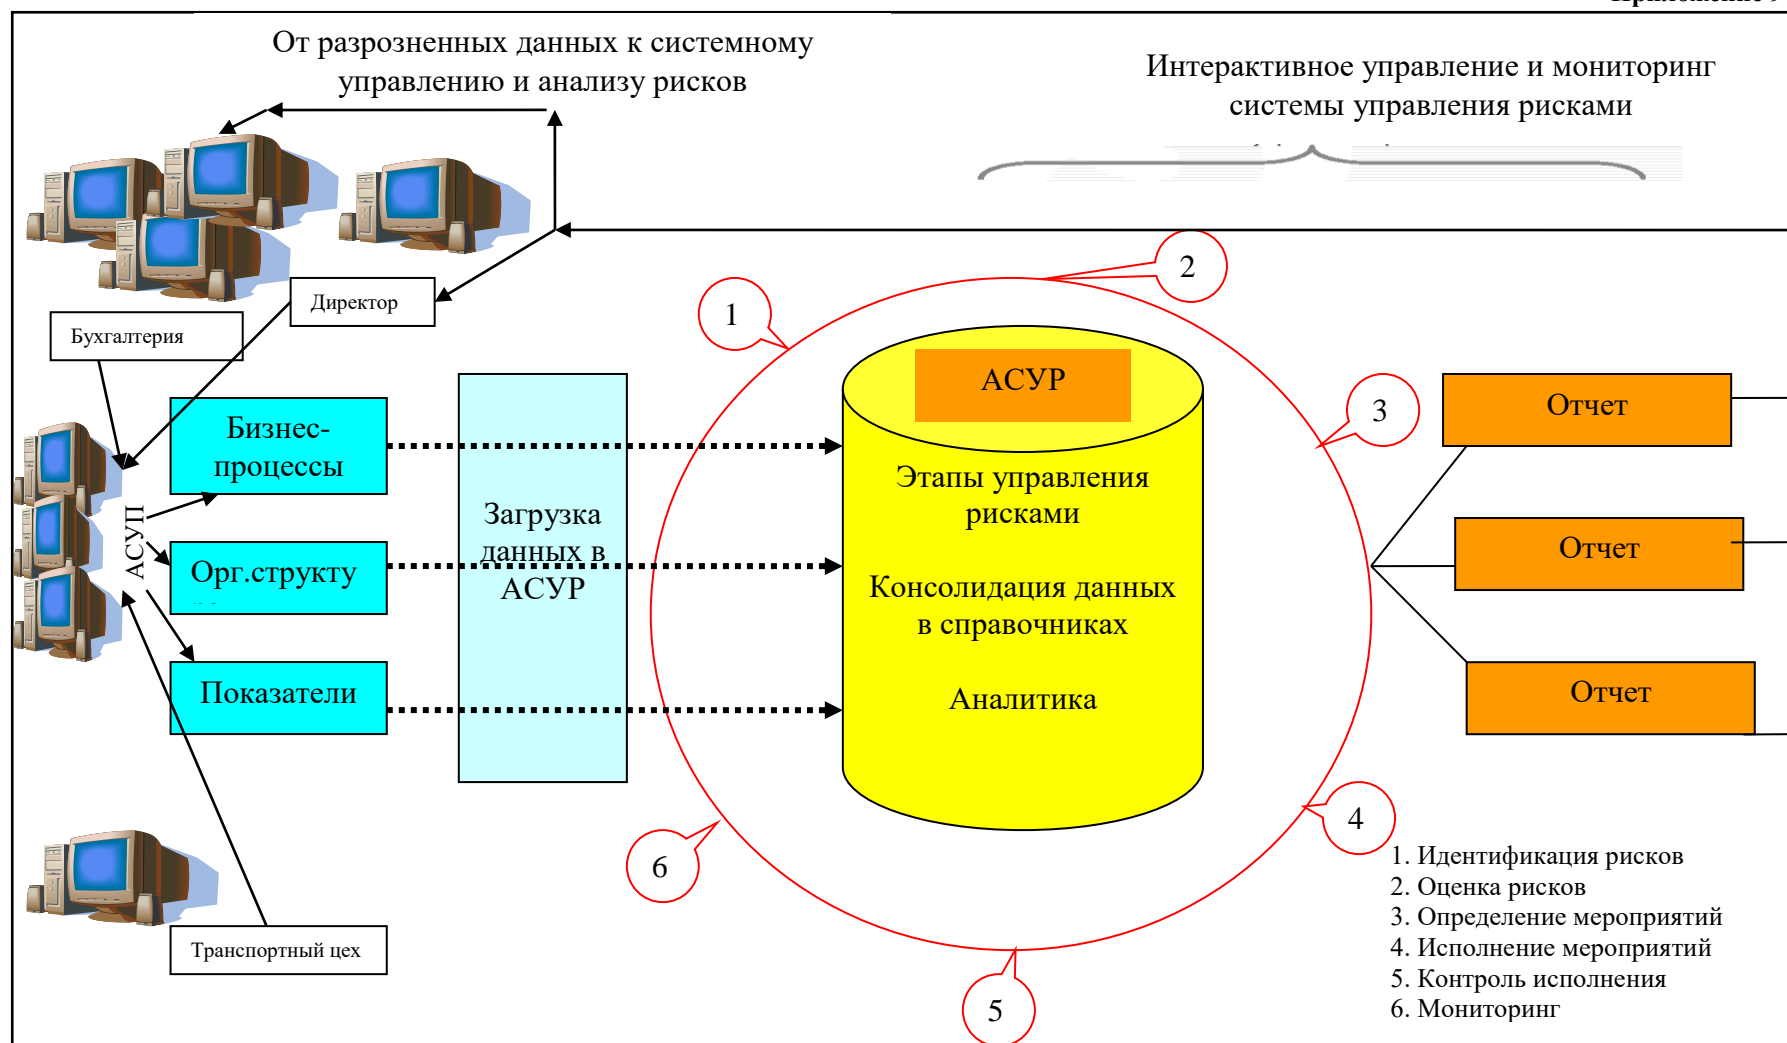 От разрозненных данных к системному
управлению и анализу рисков
Интерактивное управление и мониторинг
системы управления рисками
2
1
Директор
Бухгалтерия
АСУР
3
Отчет
Бизнес-
процессы
Этапы управления
рисками
Загрузка
данных в
АСУР
АСУП
Отчет
Орг.структу
Консолидация данных
в справочниках
Показатели
Аналитика
Отчет
4
6
1. Идентификация рисков
2. Оценка рисков
3. Определение мероприятий
4. Исполнение мероприятий
5. Контроль исполнения
6. Мониторинг
Транспортный цех
5